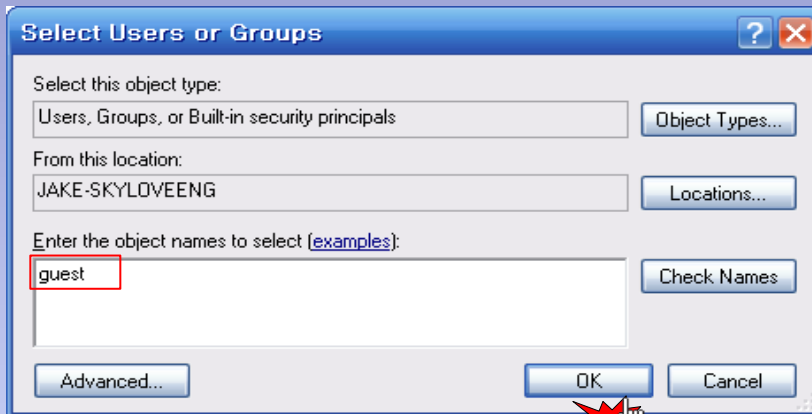 Select Users or Groups
Select this object type:
Users, Groups, or Built-in security principals
Object Types...
From this location:
JAKE-SKYLOVEENG
Locations...
Enter the object names to select (examples):
guest
Check Names
Advanced...
OK
Cancel